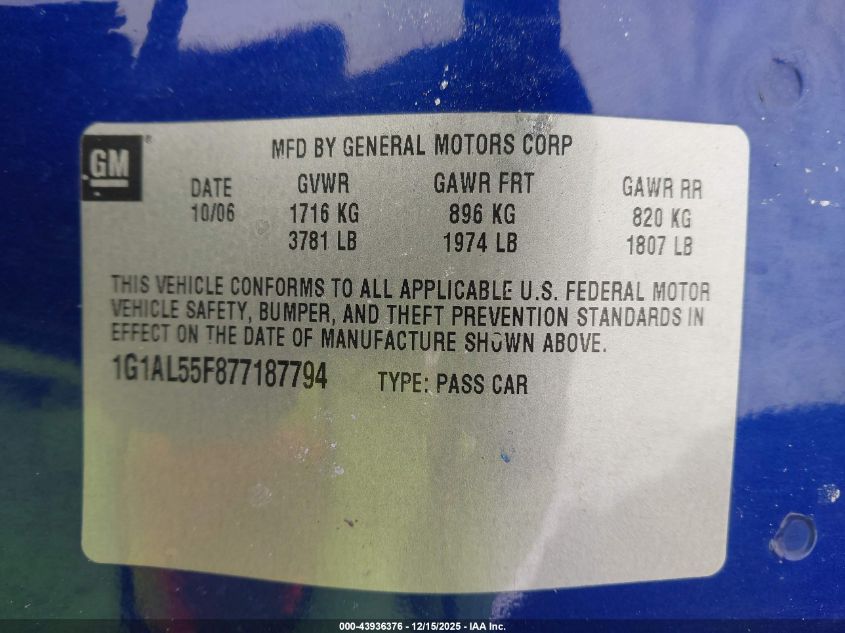 GM
MFD BY GENERAL MOTORS CORP
DATE GVWR GAWR FRT GAWR RR
10/06 1716 KG 896 KG 820 KG
3781 LB 1974 LB 1807 LB
THIS VEHICLE CONFORMS TO ALL APPLICABLE U.S. FEDERAL MOTOR
VEHICLE SAFETY, BUMPER, AND THEFT PREVENTION STANDARDS IN
EFFECT ON THE DATE OF MANUFACTURE SHOWN ABOVE.
1G1AL55F877187794 TYPE: PASS CAR
000-43936376 - 12/15/2025 - IAA Inc.